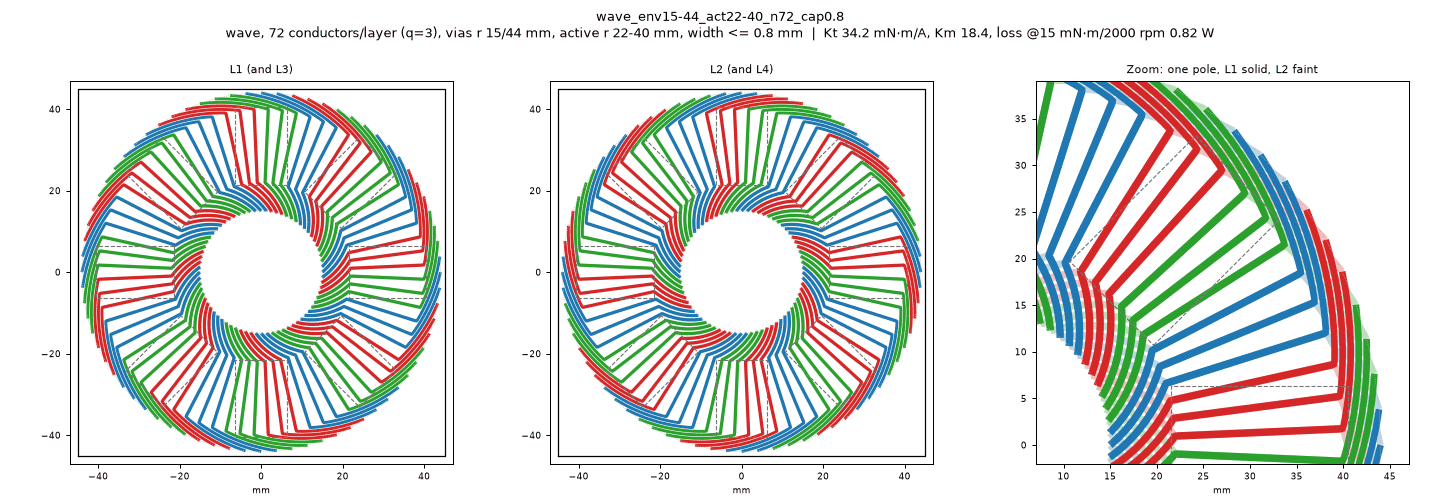 wave_env15-44_act22-40_n72_cap0.8
wave, 72 conductors/layer (q=3), vias r 15/44 mm, active r 22-40 mm, width <= 0.8 mm | Kt 34.2 mN·m/A, Km 18.4, loss @15 mN·m/2000 rpm 0.82 W
L1 (and L3)
40
20
0
−20
−40
−40 −20 0 20 40
mm
L2 (and L4)
40
20
0
−20
−40
−40 −20 0 20 40
mm
Zoom: one pole, L1 solid, L2 faint
35
30
25
20
15
10
5
0
10 15 20 25 30 35 40 45
mm